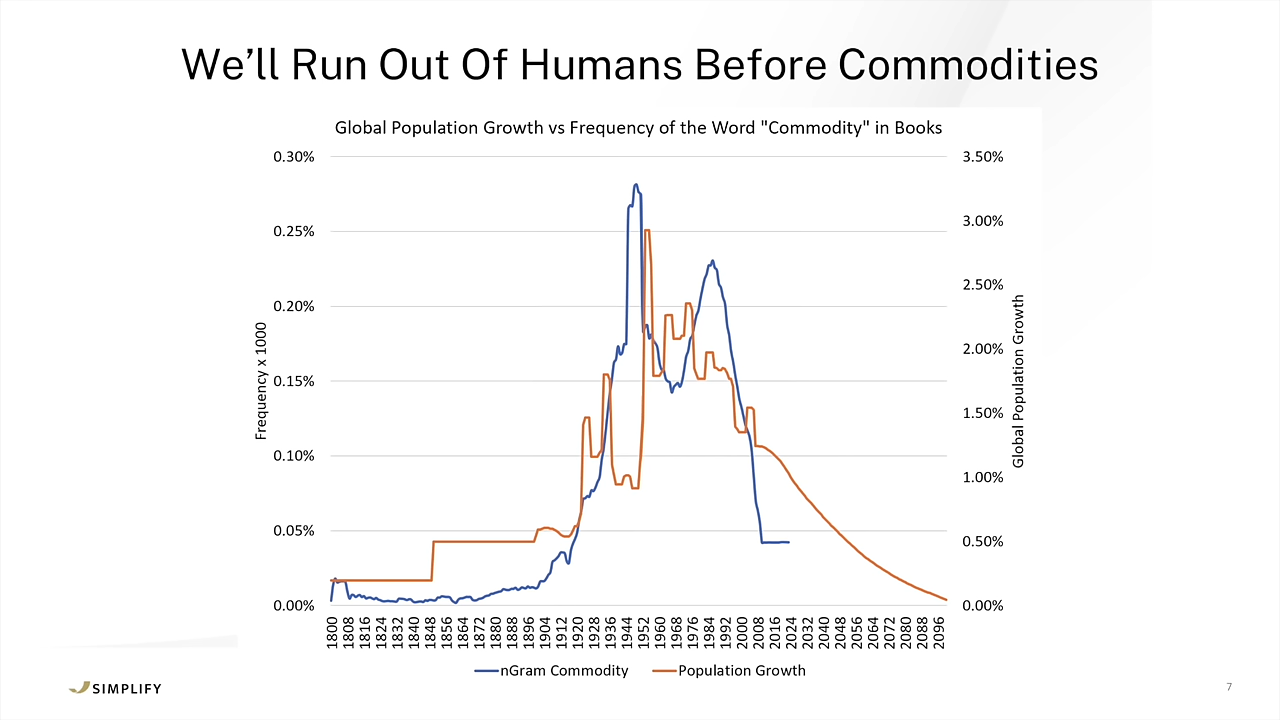 We’ll Run Out Of Humans Before Commodities
Global Population Growth vs Frequency of the Word "Commodity" in Books
0.30%
0.25%
0.20%
0.15%
0.10%
0.05%
0.00%
Frequency x 1000
3.50%
3.00%
2.50%
2.00%
1.50%
1.00%
0.50%
0.00%
Global Population Growth
1800 1808 1816 1824 1832 1840 1848 1856 1864 1872 1880 1888 1896 1904 1912 1920 1928 1936 1944 1952 1960 1968 1976 1984 1992 2000 2008 2016 2024 2032 2040 2048 2056 2064 2072 2080 2088 2096
nGram Commodity Population Growth
SIMPLIFY
7